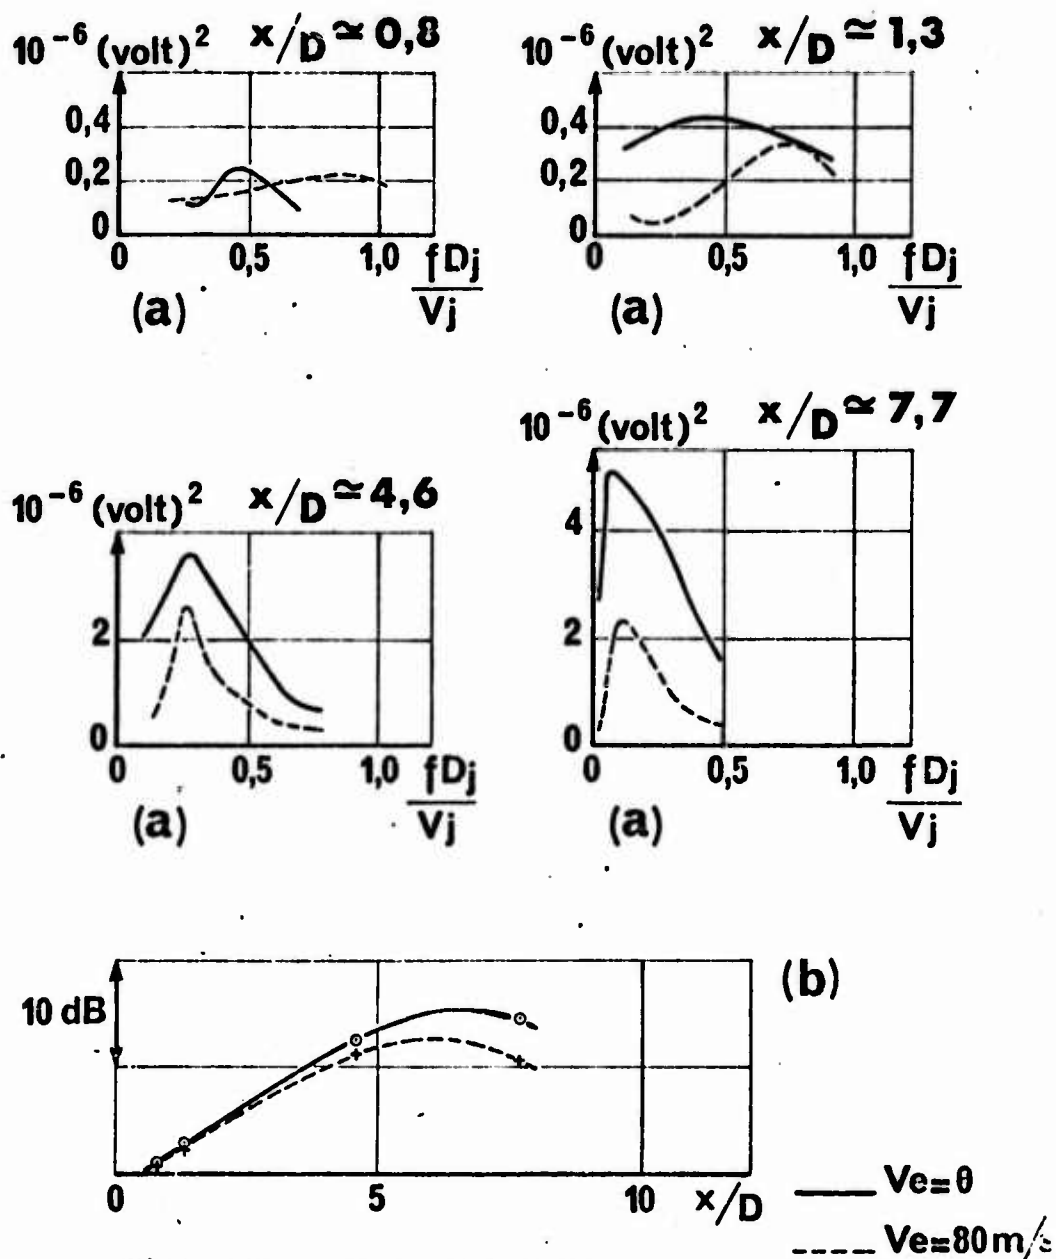 10⁻⁶ (volt)² x/D ≃ 0,8
0,4
0,2
0
0 0,5 1,0 fDj/Vj
(a)
10⁻⁶ (volt)² x/D ≃ 1,3
0,4
0,2
0
0 0,5 1,0 fDj/Vj
(a)
10⁻⁶ (volt)² x/D ≃ 4,6
2
0
0 0,5 1,0 fDj/Vj
(a)
10⁻⁶ (volt)² x/D ≃ 7,7
4
2
0
0 0,5 1,0 fDj/Vj
(a)
(b)
10 dB
0 5 10 x/D
Ve=0
Ve=80m/